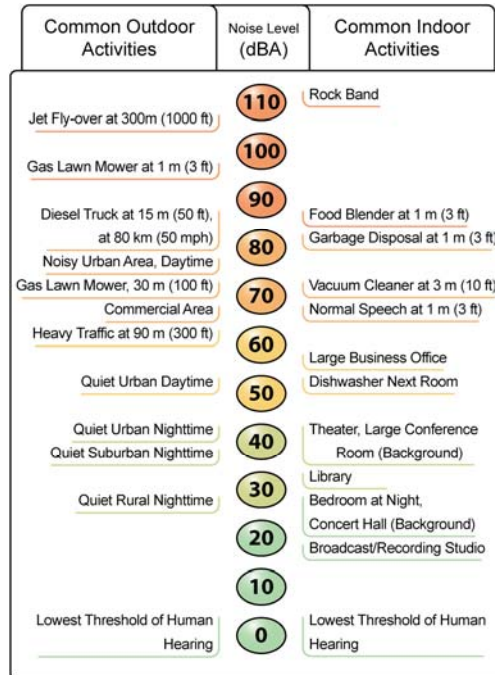 Common Outdoor
Activities
Noise Level
(dBA)
Common Indoor
Activities
110
Rock Band
Jet Fly-over at 300m (1000 ft)
100
Gas Lawn Mower at 1 m (3 ft)
90
Diesel Truck at 15 m (50 ft),
at 80 km (50 mph)
Food Blender at 1 m (3 ft)
80
Garbage Disposal at 1 m (3 ft)
Noisy Urban Area, Daytime
Gas Lawn Mower, 30 m (100 ft)
70
Vacuum Cleaner at 3 m (10 ft)
Commercial Area
Normal Speech at 1 m (3 ft)
Heavy Traffic at 90 m (300 ft)
60
Large Business Office
Quiet Urban Daytime
50
Dishwasher Next Room
Quiet Urban Nighttime
40
Theater, Large Conference
Room (Background)
Quiet Suburban Nighttime
Library
30
Quiet Rural Nighttime
Bedroom at Night,
Concert Hall (Background)
20
Broadcast/Recording Studio
10
Lowest Threshold of Human
Hearing
0
Lowest Threshold of Human
Hearing